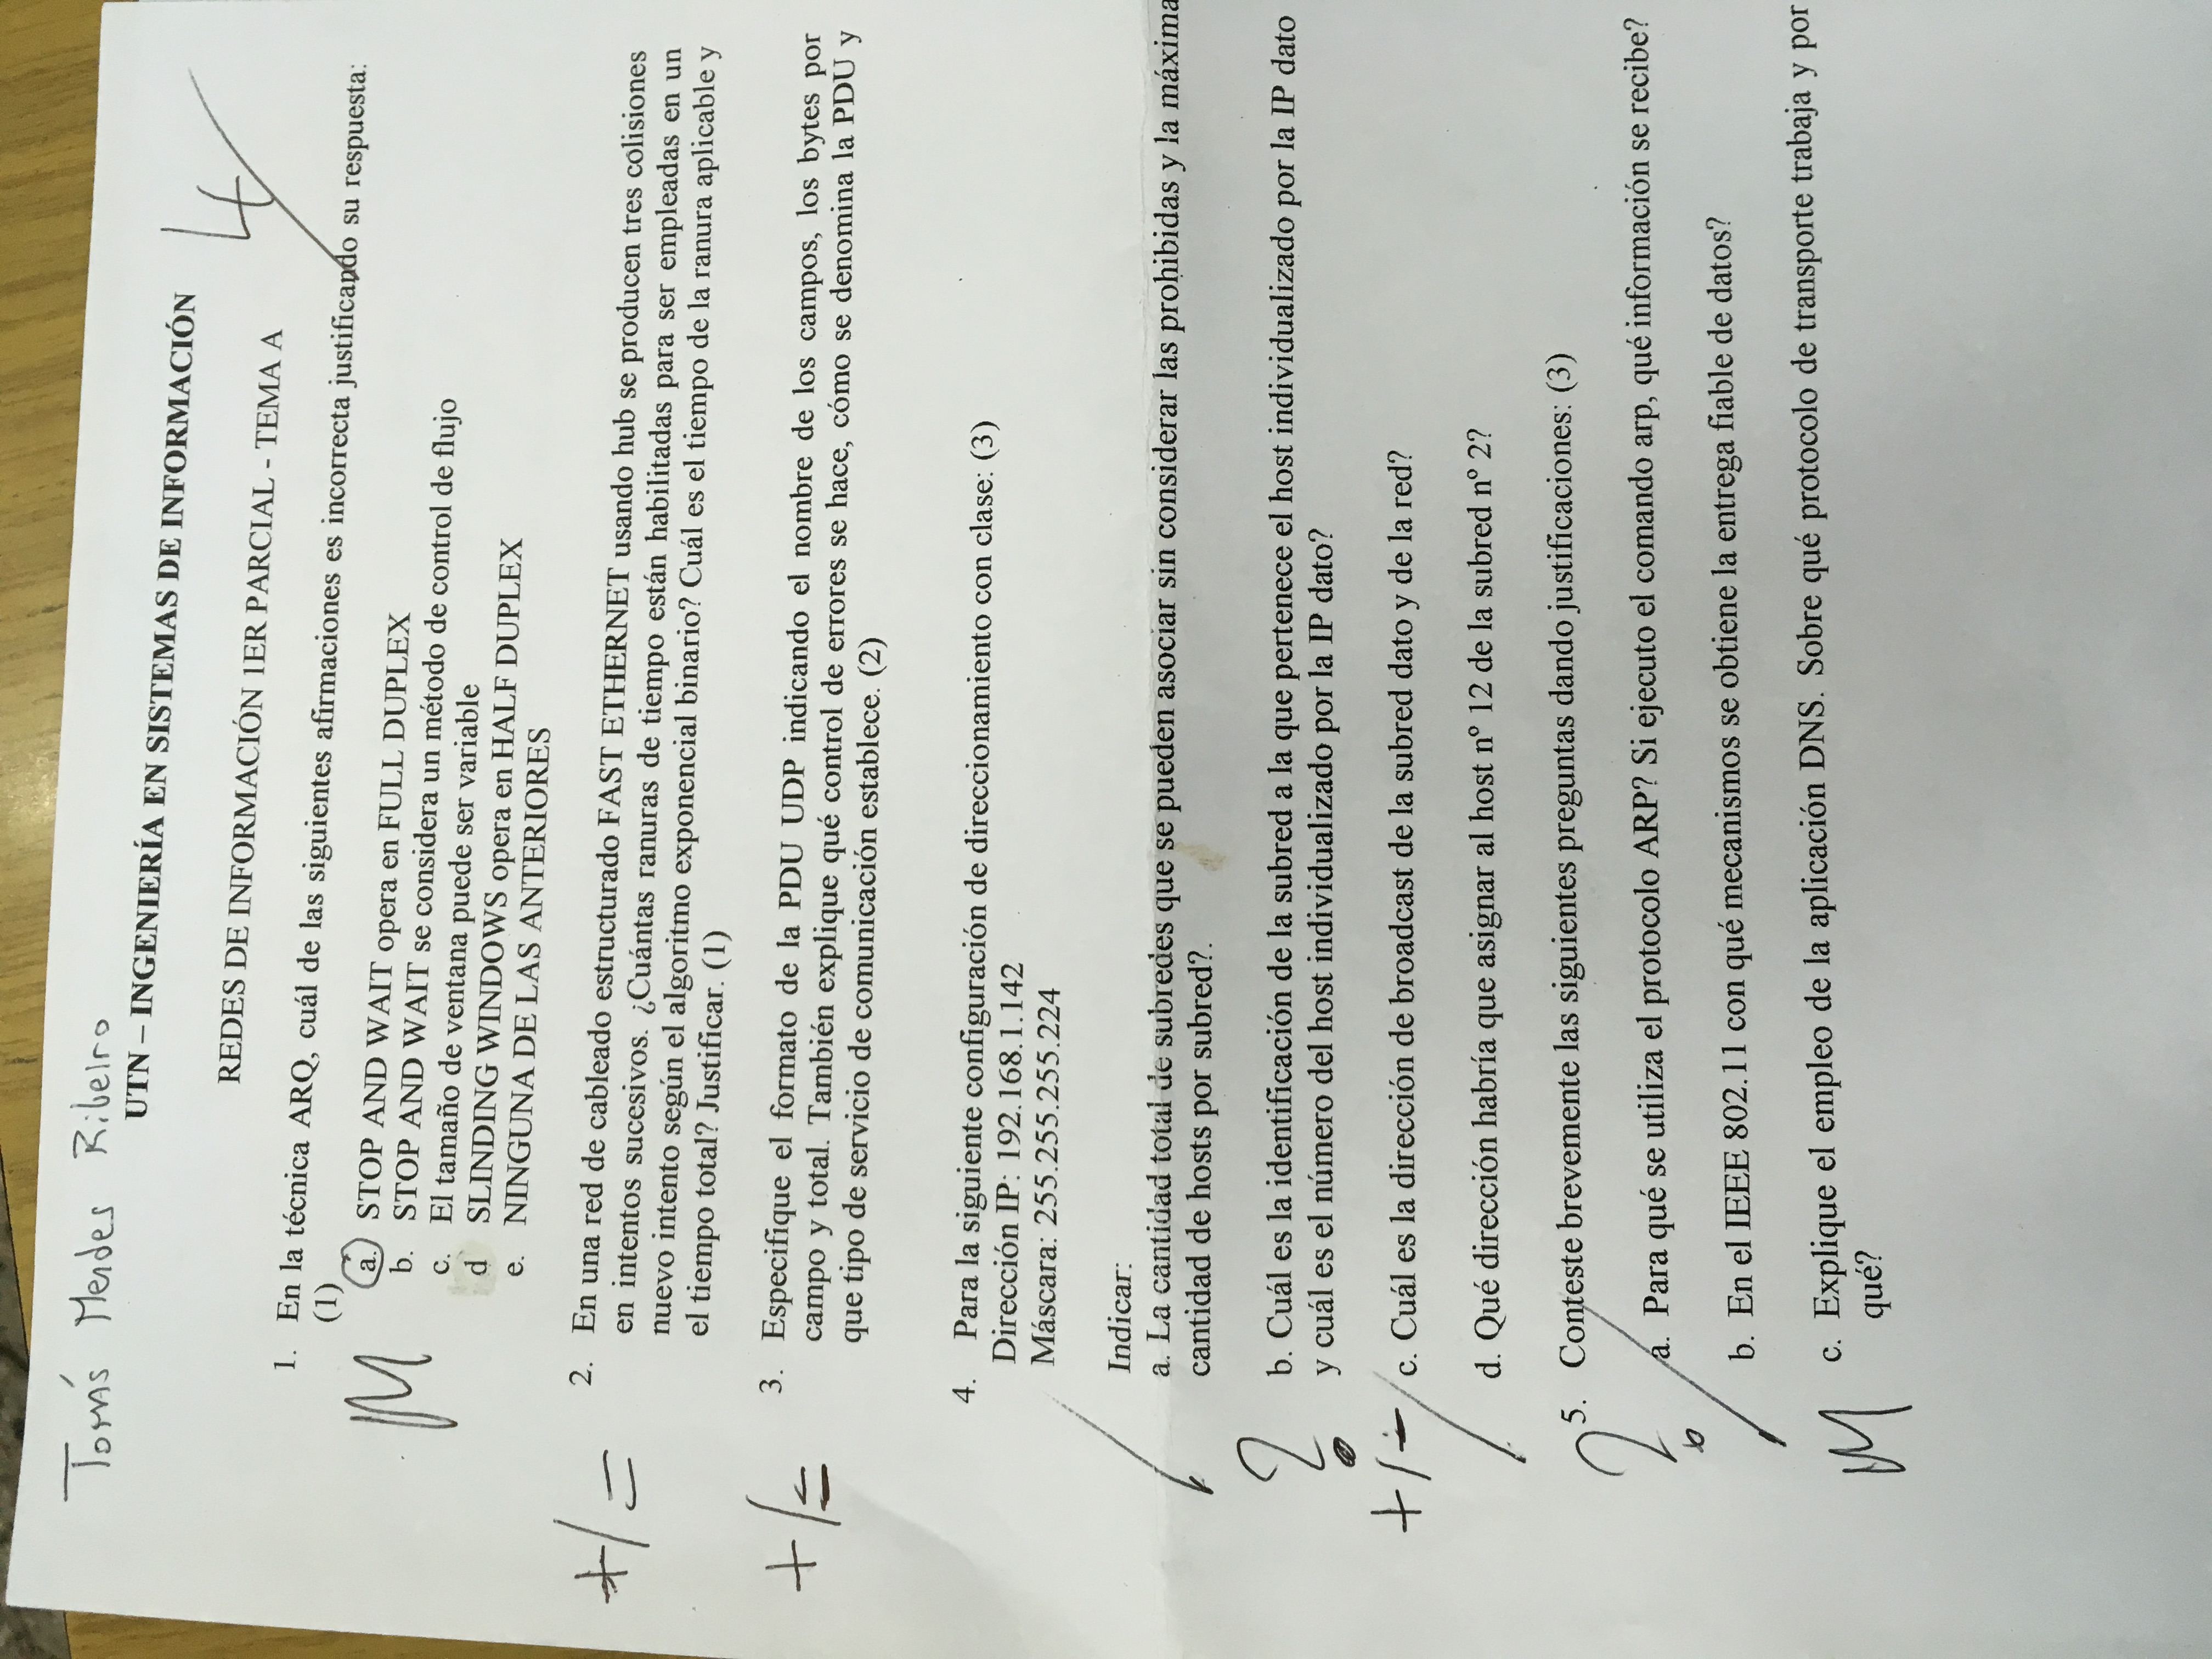 Tomás Mendes Ribeiro
UTN – INGENIERÍA EN SISTEMAS DE INFORMACIÓN
4
REDES DE INFORMACIÓN 1ER PARCIAL - TEMA A
1. En la técnica ARQ, cuál de las siguientes afirmaciones es incorrecta justificando su respuesta:
(1)
M
a. STOP AND WAIT opera en FULL DUPLEX
b. STOP AND WAIT se considera un método de control de flujo
c. El tamaño de ventana puede ser variable
d SLINDING WINDOWS opera en HALF DUPLEX
e. NINGUNA DE LAS ANTERIORES
+/=
2. En una red de cableado estructurado FAST ETHERNET usando hub se producen tres colisiones
en intentos sucesivos. ¿Cuántas ranuras de tiempo están habilitadas para ser empleadas en un
nuevo intento según el algoritmo exponencial binario? Cuál es el tiempo de la ranura aplicable y
el tiempo total? Justificar. (1)
+/=
3. Especifique el formato de la PDU UDP indicando el nombre de los campos, los bytes por
campo y total. También explique qué control de errores se hace, cómo se denomina la PDU y
que tipo de servicio de comunicación establece. (2)
4. Para la siguiente configuración de direccionamiento con clase: (3)
Dirección IP: 192.168.1.142
Máscara: 255.255.255.224
Indicar:
a. La cantidad total de subredes que se pueden asociar sin considerar las prohibidas y la máxima
cantidad de hosts por subred?.
?
b. Cuál es la identificación de la subred a la que pertenece el host individualizado por la IP dato
y cuál es el número del host individualizado por la IP dato?
+/-
c. Cuál es la dirección de broadcast de la subred dato y de la red?
d. Qué dirección habría que asignar al host nº 12 de la subred nº 2?
5. Conteste brevemente las siguientes preguntas dando justificaciones: (3)
?
a. Para qué se utiliza el protocolo ARP? Si ejecuto el comando arp, qué información se recibe?
b. En el IEEE 802.11 con qué mecanismos se obtiene la entrega fiable de datos?
c. Explique el empleo de la aplicación DNS. Sobre qué protocolo de transporte trabaja y por
qué?
M